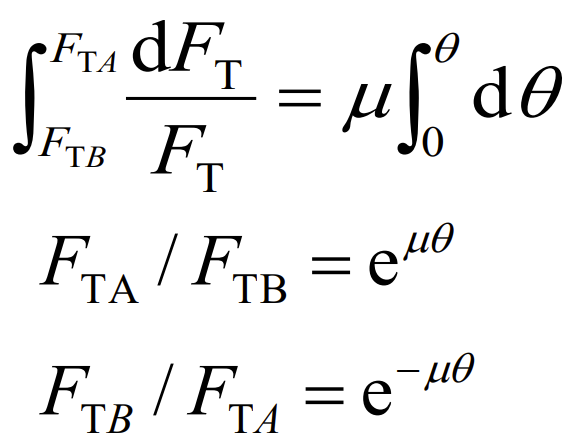 ∫_{F_{TB}}^{F_{TA}} dF_T / F_T = μ ∫_0^θ dθ
F_{TA} / F_{TB} = e^{μθ}
F_{TB} / F_{TA} = e^{−μθ}